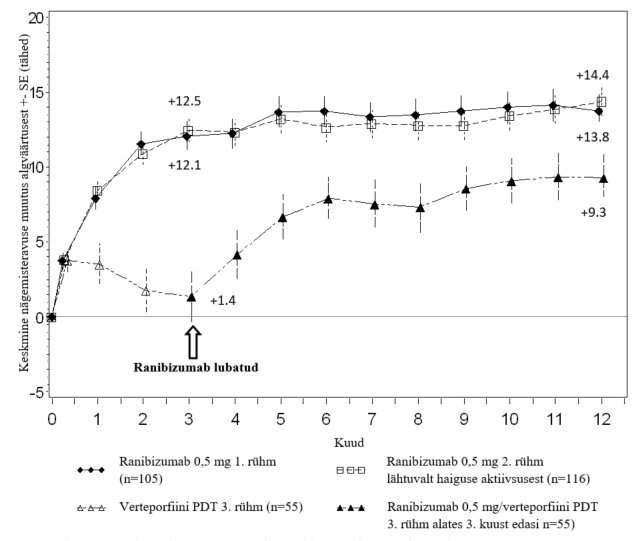 Keskmine nägemisteravuse muutus algväärtusest +- SE (tähed)
20
15
10
5
0
-5
+12.5
+12.1
+14.4
+13.8
+9.3
+1.4
Ranibizumab lubatud
0 1 2 3 4 5 6 7 8 9 10 11 12
Kuud
Ranibizumab 0,5 mg 1. rühm
(n=105)
Ranibizumab 0,5 mg 2. rühm
lähtuvalt haiguse aktiivsusest (n=116)
Verteporfiini PDT 3. rühm (n=55)
Ranibizumab 0,5 mg/verteporfiini PDT
3. rühm alates 3. kuust edasi n=55)